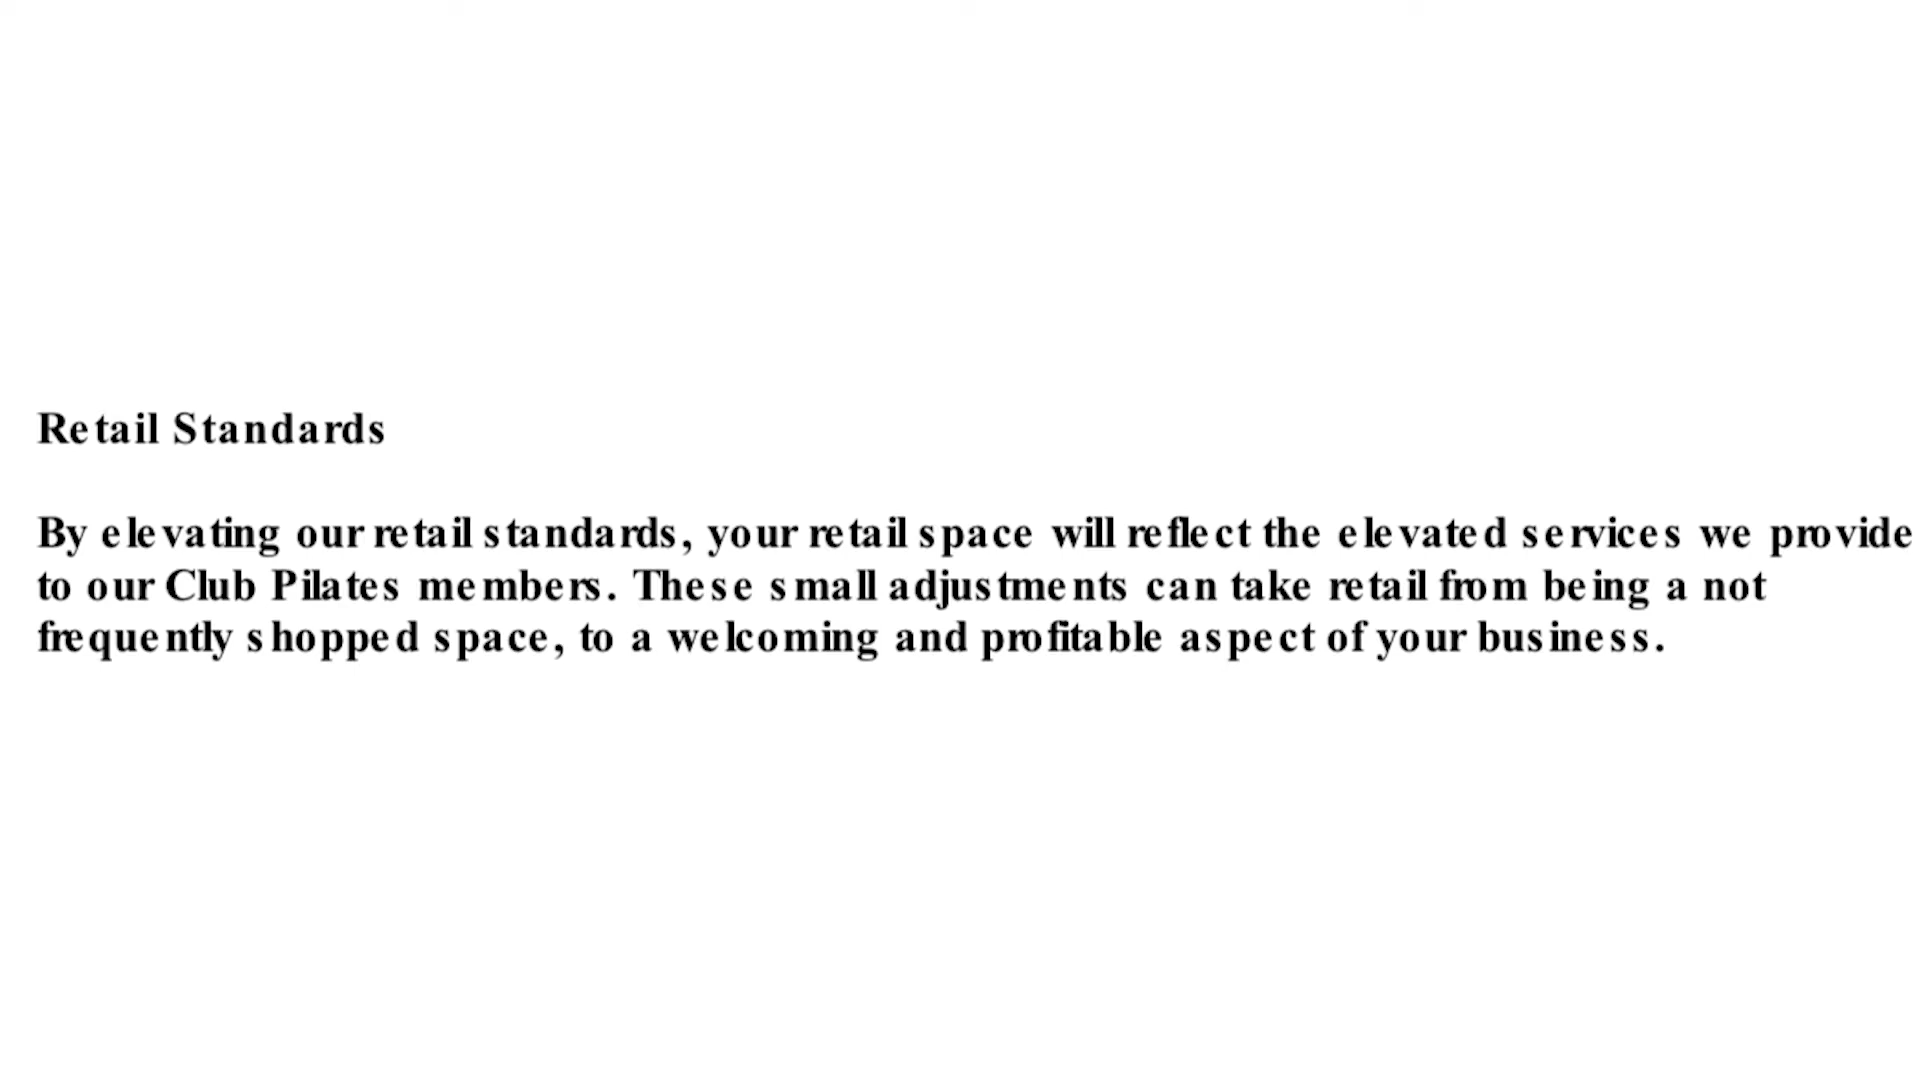 Retail Standards
By elevating our retail standards, your retail space will reflect the elevated services we provide
to our Club Pilates members. These small adjustments can take retail from being a not
frequently shopped space, to a welcoming and profitable aspect of your business.